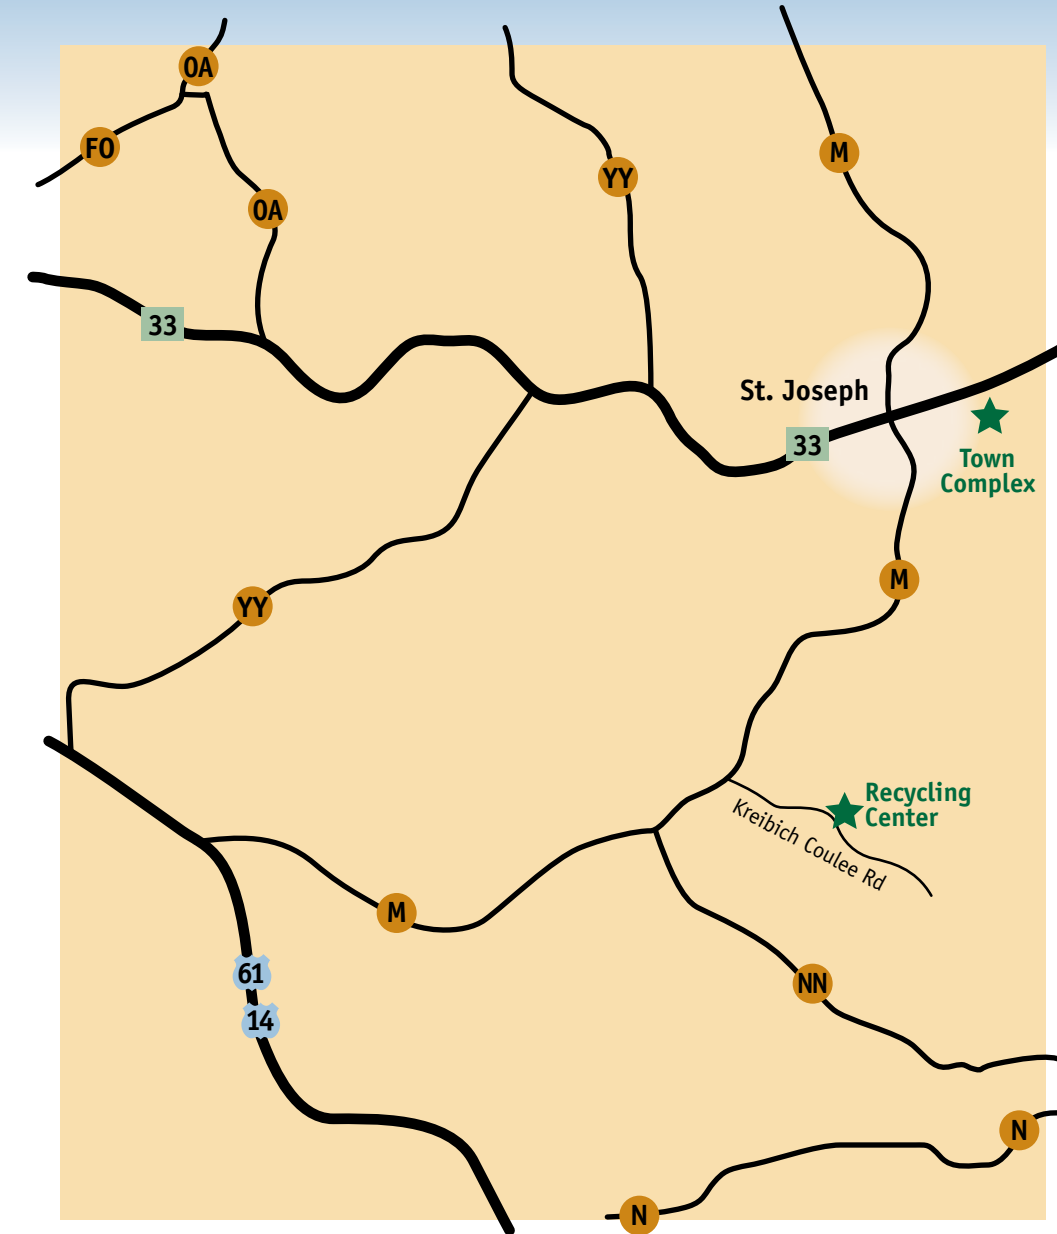 OA
FO
YY
M
OA
33
St. Joseph
33
Town
Complex
M
YY
Recycling
Center
Kreibich Coulee Rd
M
61
NN
14
N
N